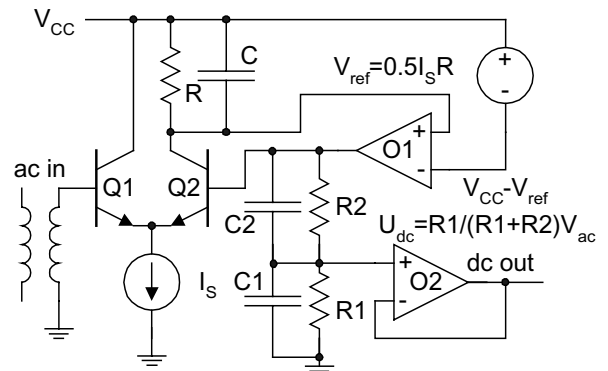 V_CC
+
-
R
C
V_ref=0.5I_S R
+
-
O1
ac in
Q1
Q2
V_CC-V_ref
C2
R2
U_dc=R1/(R1+R2)V_ac
I_S
C1
R1
+
-
O2
dc out